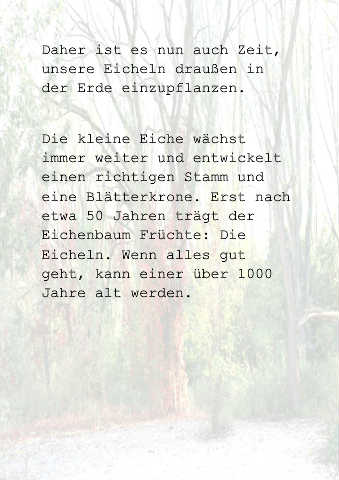 Daher ist es nun auch Zeit,
unsere Eicheln draußen in
der Erde einzupflanzen.
Die kleine Eiche wächst
immer weiter und entwickelt
einen richtigen Stamm und
eine Blätterkrone. Erst nach
etwa 50 Jahren trägt der
Eichenbaum Früchte: Die
Eicheln. Wenn alles gut
geht, kann einer über 1000
Jahre alt werden.